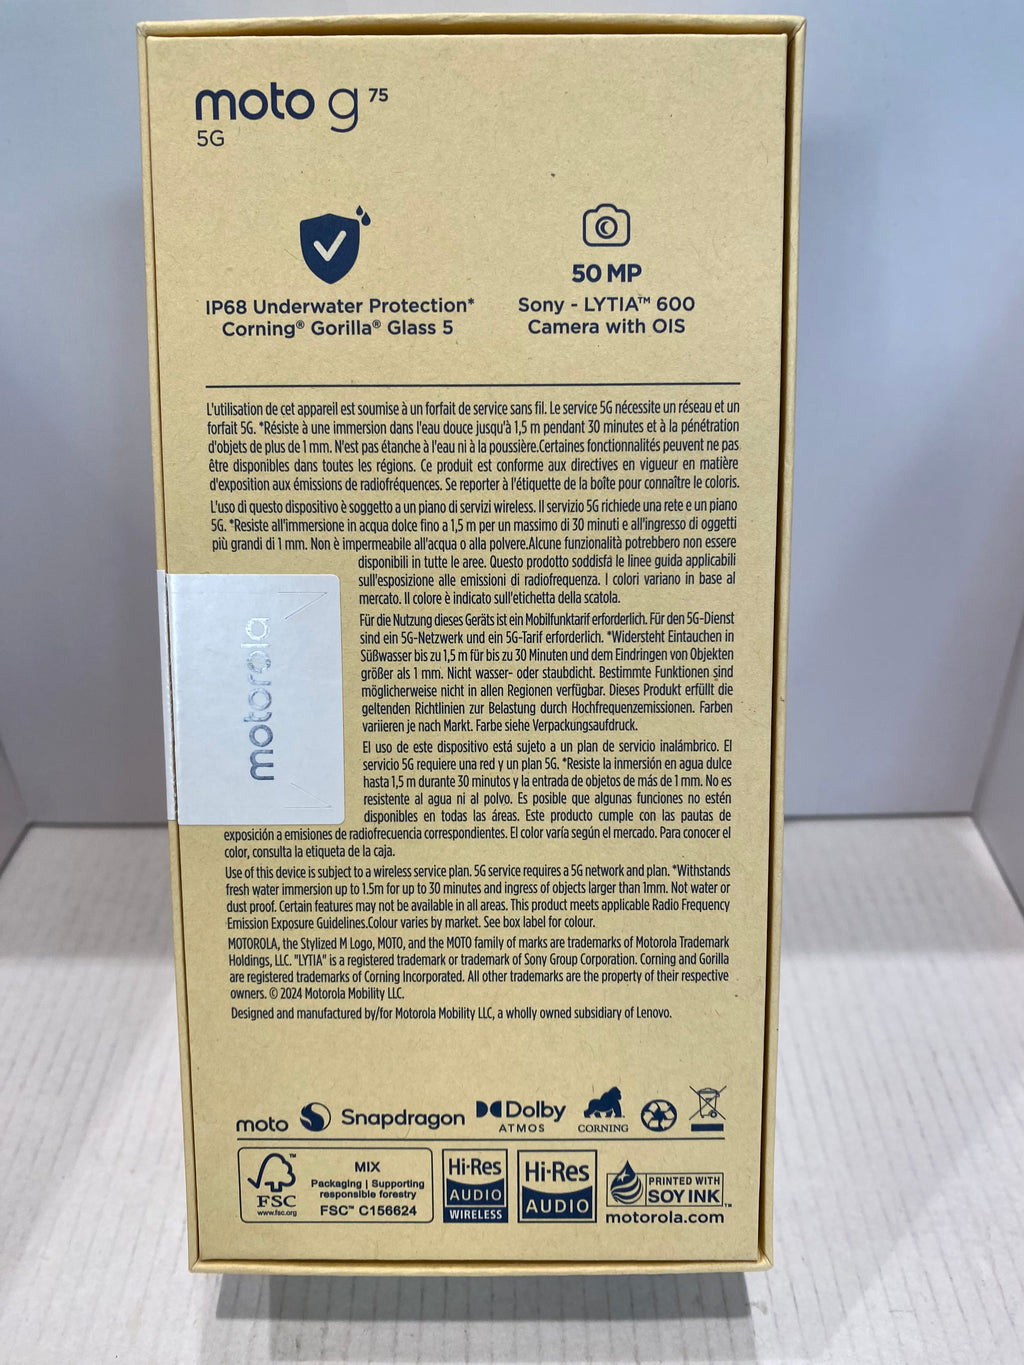 moto g 75
5G
IP68 Underwater Protection*
Corning® Gorilla® Glass 5
50 MP
Sony - LYTIA™ 600
Camera with OIS
L'utilisation de cet appareil est soumise à un forfait de service sans fil. Le service 5G nécessite un réseau et un
forfait 5G. *Résiste à une immersion dans l'eau douce jusqu'à 1,5 m pendant 30 minutes et à la pénétration
d'objets de plus de 1 mm. N'est pas étanche à l'eau ni à la poussière.Certaines fonctionnalités peuvent ne pas
être disponibles dans toutes les régions. Ce produit est conforme aux directives en vigueur en matière
d'exposition aux émissions de radiofréquences. Se reporter à l'étiquette de la boîte pour connaître le coloris.
L'uso di questo dispositivo è soggetto a un piano di servizi wireless. Il servizio 5G richiede una rete e un piano
5G. *Resiste all'immersione in acqua dolce fino a 1,5 m per un massimo di 30 minuti e all'ingresso di oggetti
più grandi di 1 mm. Non è impermeabile all'acqua o alla polvere.Alcune funzionalità potrebbero non essere
disponibili in tutte le aree. Questo prodotto soddisfa le linee guida applicabili
sull'esposizione alle emissioni di radiofrequenza. I colori variano in base al
mercato. Il colore è indicato sull'etichetta della scatola.
motorola
Für die Nutzung dieses Geräts ist ein Mobilfunktarif erforderlich. Für den 5G-Dienst
sind ein 5G-Netzwerk und ein 5G-Tarif erforderlich. *Widersteht Eintauchen in
Süßwasser bis zu 1,5 m für bis zu 30 Minuten und dem Eindringen von Objekten
größer als 1 mm. Nicht wasser- oder staubdicht. Bestimmte Funktionen sind
möglicherweise nicht in allen Regionen verfügbar. Dieses Produkt erfüllt die
geltenden Richtlinien zur Belastung durch Hochfrequenzemissionen. Farben
variieren je nach Markt. Farbe siehe Verpackungsaufdruck.
El uso de este dispositivo está sujeto a un plan de servicio inalámbrico. El
servicio 5G requiere una red y un plan 5G. *Resiste la inmersión en agua dulce
hasta 1,5 m durante 30 minutos y la entrada de objetos de más de 1 mm. No es
resistente al agua ni al polvo. Es posible que algunas funciones no estén
disponibles en todas las áreas. Este producto cumple con las pautas de
exposición a emisiones de radiofrecuencia correspondientes. El color varía según el mercado. Para conocer el
color, consulta la etiqueta de la caja.
Use of this device is subject to a wireless service plan. 5G service requires a 5G network and plan. *Withstands
fresh water immersion up to 1.5m for up to 30 minutes and ingress of objects larger than 1mm. Not water or
dust proof. Certain features may not be available in all areas. This product meets applicable Radio Frequency
Emission Exposure Guidelines.Colour varies by market. See box label for colour.
MOTOROLA, the Stylized M Logo, MOTO, and the MOTO family of marks are trademarks of Motorola Trademark
Holdings, LLC. "LYTIA" is a registered trademark or trademark of Sony Group Corporation. Corning and Gorilla
are registered trademarks of Corning Incorporated. All other trademarks are the property of their respective
owners. © 2024 Motorola Mobility LLC.
Designed and manufactured by/for Motorola Mobility LLC, a wholly owned subsidiary of Lenovo.
moto Snapdragon Dolby ATMOS CORNING
FSC™
www.fsc.org
MIX
Packaging | Supporting
responsible forestry
FSC™ C156624
Hi-Res
AUDIO
WIRELESS
Hi-Res
AUDIO
PRINTED WITH
SOY INK™
motorola.com